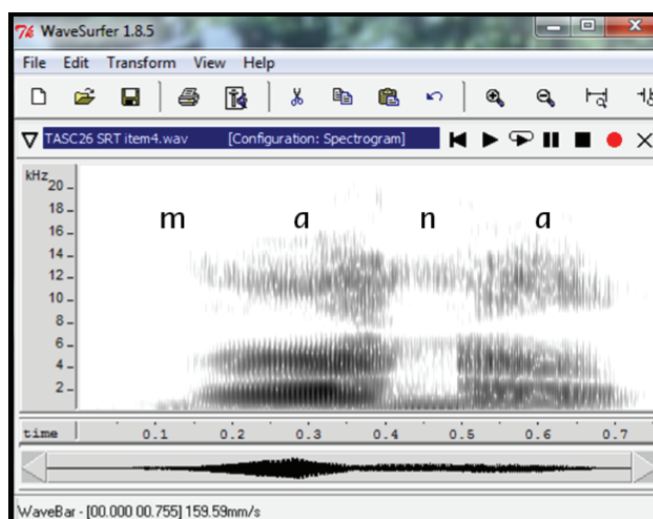 WaveSurfer 1.8.5
File Edit Transform View Help
TASC26 SRT item4.wav [Configuration: Spectrogram]
kHz
20
18
16
14
12
10
8
6
4
2
m a n a
time 0.1 0.2 0.3 0.4 0.5 0.6 0.7
WaveBar - [00.000 00.755] 159.59mm/s